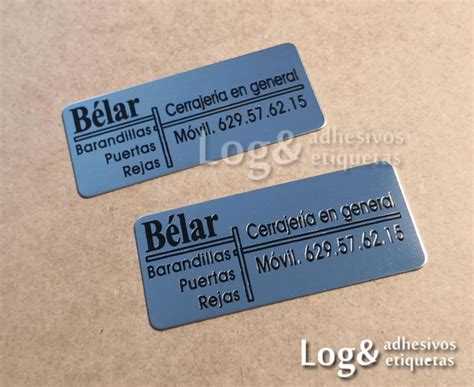 Bélar
Cerrajería en general
Barandillas
Puertas
Rejas
Móvil. 629.57.62.15
Log& adhesivos
etiquetas
Bélar
Cerrajería en general
Barandillas
Puertas
Rejas
Móvil. 629.57.62.15
Log& adhesivos
etiquetas